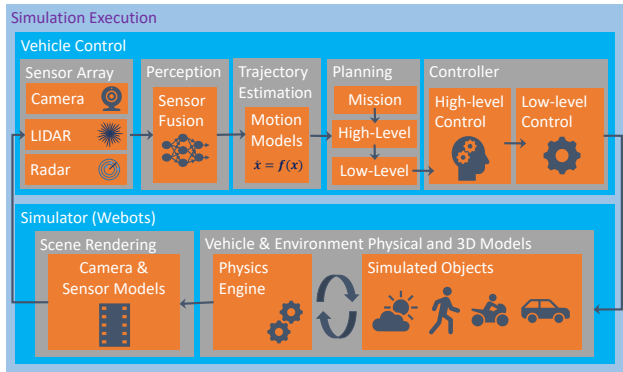 Simulation Execution
Vehicle Control
Sensor Array
Camera
LIDAR
Radar
Perception
Sensor
Fusion
Trajectory
Estimation
Motion
Models
ẋ = f(x)
Planning
Mission
High-Level
Low-Level
Controller
High-level
Control
Low-level
Control
Simulator (Webots)
Scene Rendering
Camera &
Sensor Models
Vehicle & Environment Physical and 3D Models
Physics
Engine
Simulated Objects